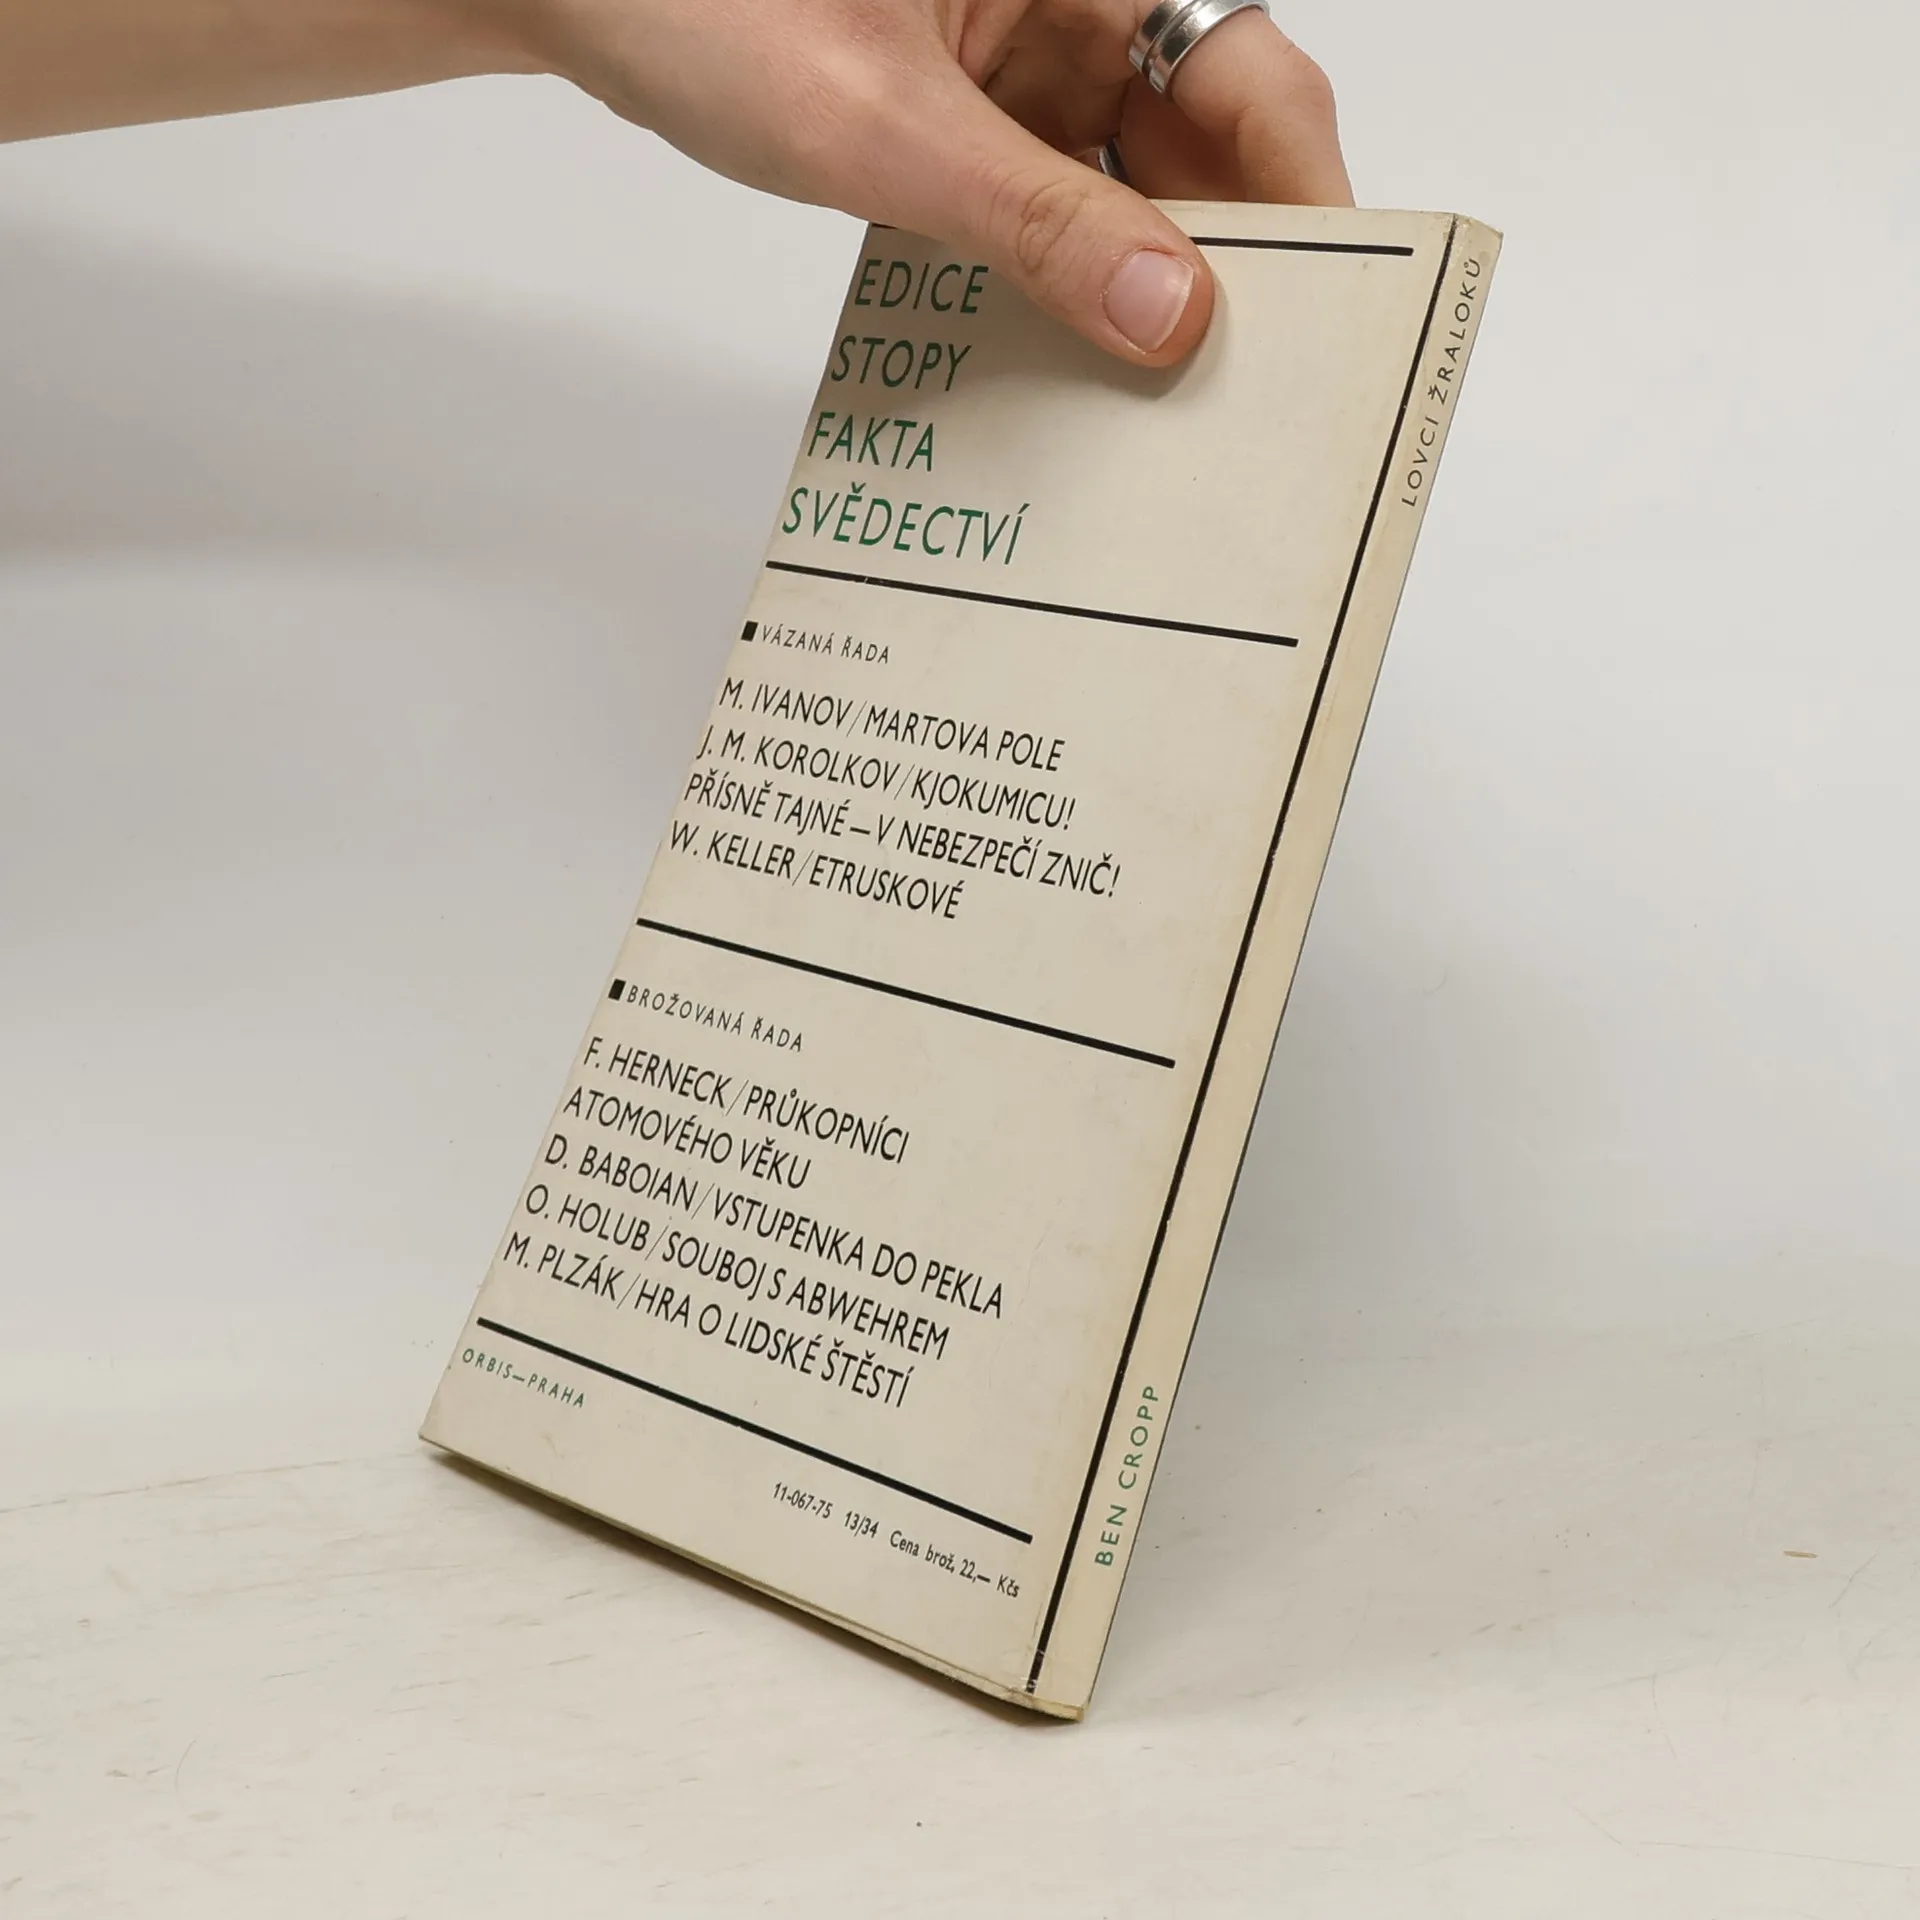 EDICE
STOPY
FAKTA
SVĚDECTVÍ
VÁZANÁ ŘADA
M. IVANOV/MARTOVA POLE
J. M. KOROLKOV/KJOKUMICU!
PŘÍSNĚ TAJNÉ—V NEBEZPEČÍ ZNIČ!
W. KELLER/ETRUSKOVÉ
BROŽOVANÁ ŘADA
F. HERNECK/PRŮKOPNÍCI
ATOMOVÉHO VĚKU
D. BABOIAN/VSTUPENKA DO PEKLA
O. HOLUB/SOUBOJ S ABWEHREM
M. PLZÁK/HRA O LIDSKÉ ŠTĚSTÍ
ORBIS—PRAHA
11-067-75 13/34 Cena brož. 22,— Kčs
BEN CROPP
LOVCI ŽRALOKŮ